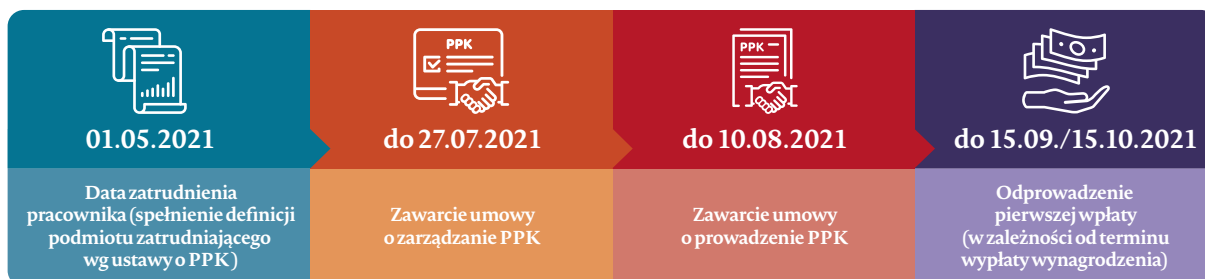 PPK
PPK
01.05.2021
do 27.07.2021
do 10.08.2021
do 15.09./15.10.2021
Data zatrudnienia
pracownika (spełnienie definicji
podmiotu zatrudniającego
wg ustawy o PPK)
Zawarcie umowy
o zarządzanie PPK
Zawarcie umowy
o prowadzenie PPK
Odprowadzenie
pierwszej wpłaty
(w zależności od terminu
wypłaty wynagrodzenia)